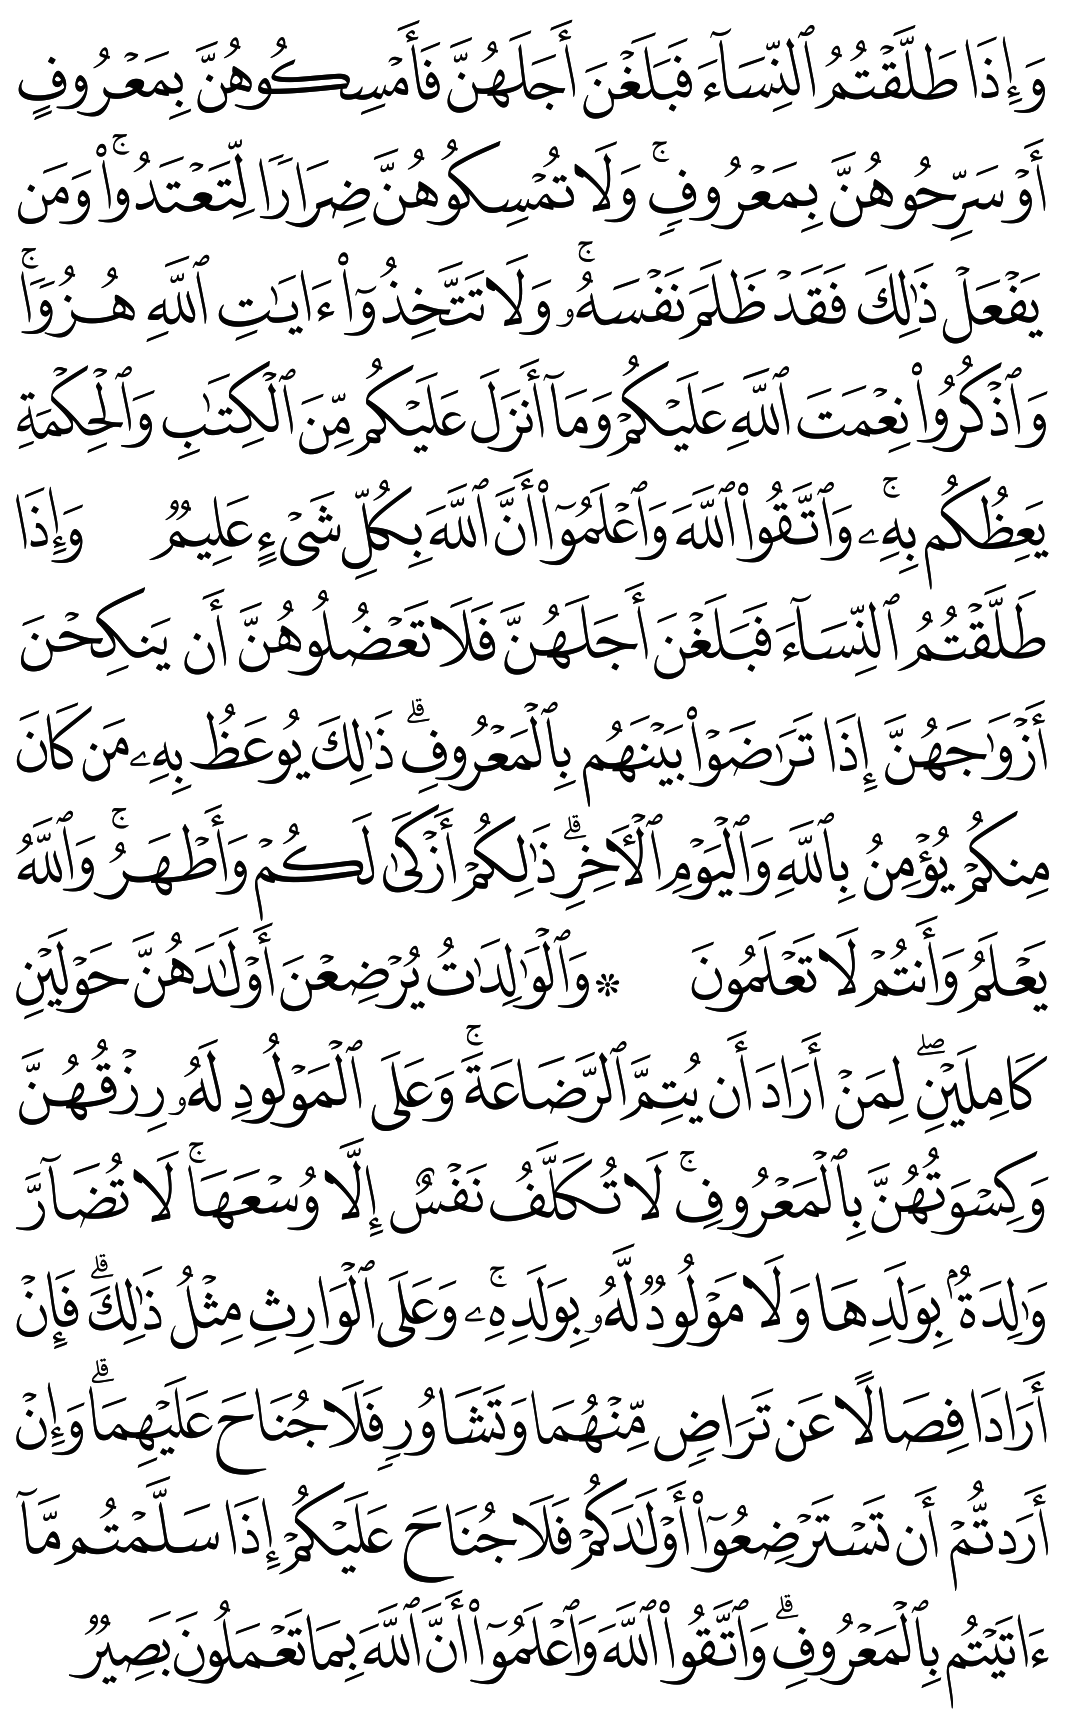 وَإِذَا طَلَّقۡتُمُ ٱلنِّسَآءَ فَبَلَغۡنَ أَجَلَهُنَّ فَأَمۡسِكُوهُنَّ بِمَعۡرُوفٍ
أَوۡ سَرِّحُوهُنَّ بِمَعۡرُوفٖۚ وَلَا تُمۡسِكُوهُنَّ ضِرَارٗا لِّتَعۡتَدُواْۚ وَمَن
يَفۡعَلۡ ذَٰلِكَ فَقَدۡ ظَلَمَ نَفۡسَهُۥۚ وَلَا تَتَّخِذُوٓاْ ءَايَٰتِ ٱللَّهِ هُزُوٗاۚ
وَٱذۡكُرُواْ نِعۡمَتَ ٱللَّهِ عَلَيۡكُمۡ وَمَآ أَنزَلَ عَلَيۡكُم مِّنَ ٱلۡكِتَٰبِ وَٱلۡحِكۡمَةِ
يَعِظُكُم بِهِۦۚ وَٱتَّقُواْ ٱللَّهَ وَٱعۡلَمُوٓاْ أَنَّ ٱللَّهَ بِكُلِّ شَيۡءٍ عَلِيمٞ وَإِذَا
طَلَّقۡتُمُ ٱلنِّسَآءَ فَبَلَغۡنَ أَجَلَهُنَّ فَلَا تَعۡضُلُوهُنَّ أَن يَنكِحۡنَ
أَزۡوَٰجَهُنَّ إِذَا تَرَٰضَوۡاْ بَيۡنَهُم بِٱلۡمَعۡرُوفِۗ ذَٰلِكَ يُوعَظُ بِهِۦ مَن كَانَ
مِنكُمۡ يُؤۡمِنُ بِٱللَّهِ وَٱلۡيَوۡمِ ٱلۡأٓخِرِۗ ذَٰلِكُمۡ أَزۡكَىٰ لَكُمۡ وَأَطۡهَرُۚ وَٱللَّهُ
يَعۡلَمُ وَأَنتُمۡ لَا تَعۡلَمُونَ * وَٱلۡوَٰلِدَٰتُ يُرۡضِعۡنَ أَوۡلَٰدَهُنَّ حَوۡلَيۡنِ
كَامِلَيۡنِۖ لِمَنۡ أَرَادَ أَن يُتِمَّ ٱلرَّضَاعَةَۚ وَعَلَى ٱلۡمَوۡلُودِ لَهُۥ رِزۡقُهُنَّ
وَكِسۡوَتُهُنَّ بِٱلۡمَعۡرُوفِۚ لَا تُكَلَّفُ نَفۡسٌ إِلَّا وُسۡعَهَاۚ لَا تُضَآرَّ
وَٰلِدَةُۢ بِوَلَدِهَا وَلَا مَوۡلُودٞ لَّهُۥ بِوَلَدِهِۦۚ وَعَلَى ٱلۡوَارِثِ مِثۡلُ ذَٰلِكَۗ فَإِنۡ
أَرَادَا فِصَالًا عَن تَرَاضٖ مِّنۡهُمَا وَتَشَاوُرٖ فَلَا جُنَاحَ عَلَيۡهِمَاۗ وَإِنۡ
أَرَدتُّمۡ أَن تَسۡتَرۡضِعُوٓاْ أَوۡلَٰدَكُمۡ فَلَا جُنَاحَ عَلَيۡكُمۡ إِذَا سَلَّمۡتُم مَّآ
ءَاتَيۡتُم بِٱلۡمَعۡرُوفِۗ وَٱتَّقُواْ ٱللَّهَ وَٱعۡلَمُوٓاْ أَنَّ ٱللَّهَ بِمَا تَعۡمَلُونَ بَصِيرٞ